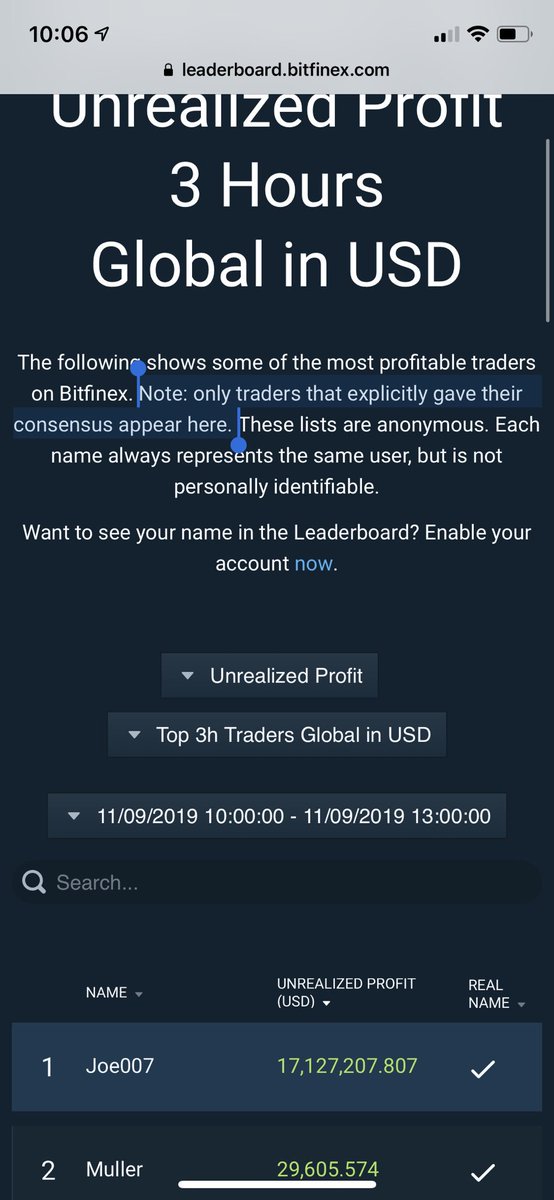 10:06
leaderboard.bitfinex.com
Unrealized Profit
3 Hours
Global in USD
The following shows some of the most profitable traders
on Bitfinex. Note: only traders that explicitly gave their
consensus appear here. These lists are anonymous. Each
name always represents the same user, but is not
personally identifiable.
Want to see your name in the Leaderboard? Enable your
account now.
Unrealized Profit
Top 3h Traders Global in USD
11/09/2019 10:00:00 - 11/09/2019 13:00:00
Search...
NAME UNREALIZED PROFIT (USD) REAL NAME
1 Joe007 17,127,207.807
2 Muller 29,605.574